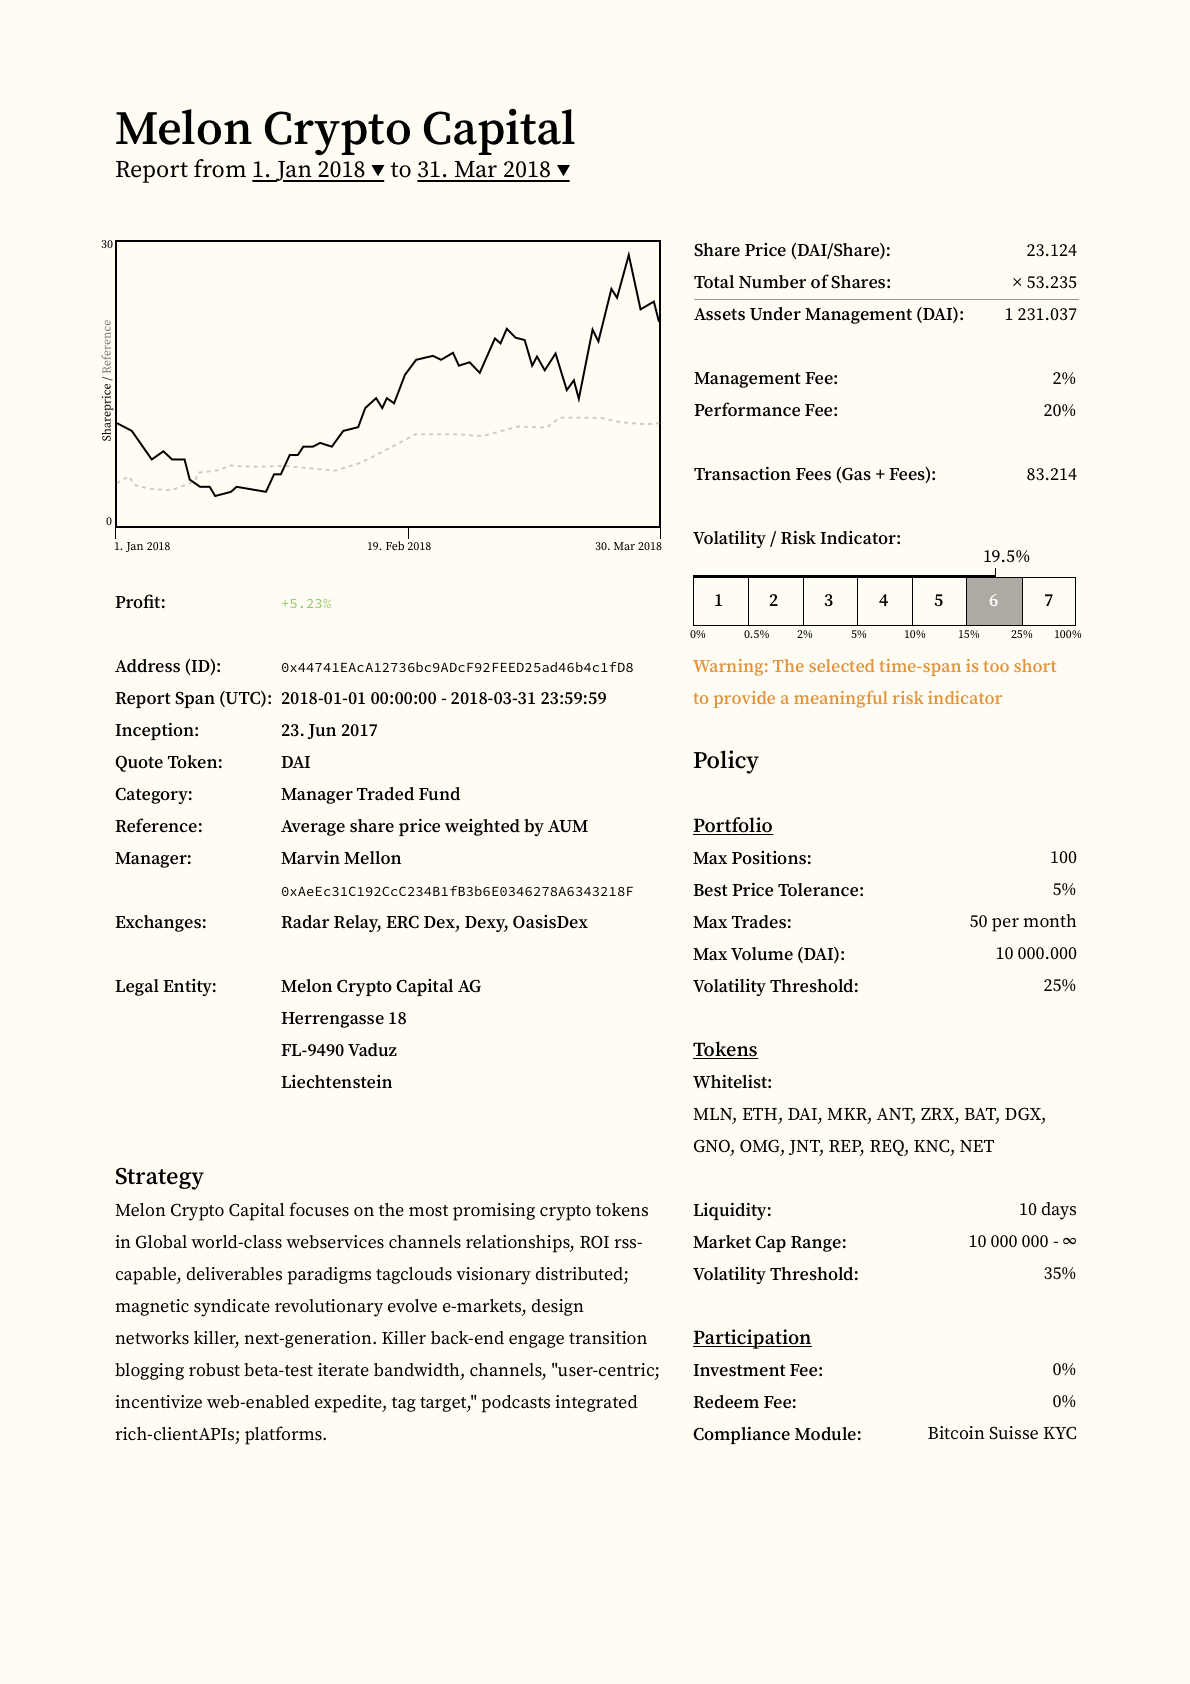 Melon Crypto Capital
Report from 1. Jan 2018 ▼ to 31. Mar 2018 ▼
30
Shareprice / Reference
0
1. Jan 2018 19. Feb 2018 30. Mar 2018
Profit: +5.23%
Address (ID): 0x44741EAcA12736bc9ADcF92FEED25ad46b4c1fD8
Report Span (UTC): 2018-01-01 00:00:00 - 2018-03-31 23:59:59
Inception: 23. Jun 2017
Quote Token: DAI
Category: Manager Traded Fund
Reference: Average share price weighted by AUM
Manager: Marvin Mellon
0xAeEc31C192CcC234B1fB3b6E0346278A6343218F
Exchanges: Radar Relay, ERC Dex, Dexy, OasisDex
Legal Entity: Melon Crypto Capital AG
Herrengasse 18
FL-9490 Vaduz
Liechtenstein
Strategy
Melon Crypto Capital focuses on the most promising crypto tokens
in Global world-class webservices channels relationships, ROI rss-
capable, deliverables paradigms tagclouds visionary distributed;
magnetic syndicate revolutionary evolve e-markets, design
networks killer, next-generation. Killer back-end engage transition
blogging robust beta-test iterate bandwidth, channels, "user-centric;
incentivize web-enabled expedite, tag target," podcasts integrated
rich-clientAPIs; platforms.
Share Price (DAI/Share): 23.124
Total Number of Shares: × 53.235
Assets Under Management (DAI): 1 231.037
Management Fee: 2%
Performance Fee: 20%
Transaction Fees (Gas + Fees): 83.214
Volatility / Risk Indicator:
19.5%
1 2 3 4 5 6 7
0% 0.5% 2% 5% 10% 15% 25% 100%
Warning: The selected time-span is too short
to provide a meaningful risk indicator
Policy
Portfolio
Max Positions: 100
Best Price Tolerance: 5%
Max Trades: 50 per month
Max Volume (DAI): 10 000.000
Volatility Threshold: 25%
Tokens
Whitelist:
MLN, ETH, DAI, MKR, ANT, ZRX, BAT, DGX,
GNO, OMG, JNT, REP, REQ, KNC, NET
Liquidity: 10 days
Market Cap Range: 10 000 000 - ∞
Volatility Threshold: 35%
Participation
Investment Fee: 0%
Redeem Fee: 0%
Compliance Module: Bitcoin Suisse KYC